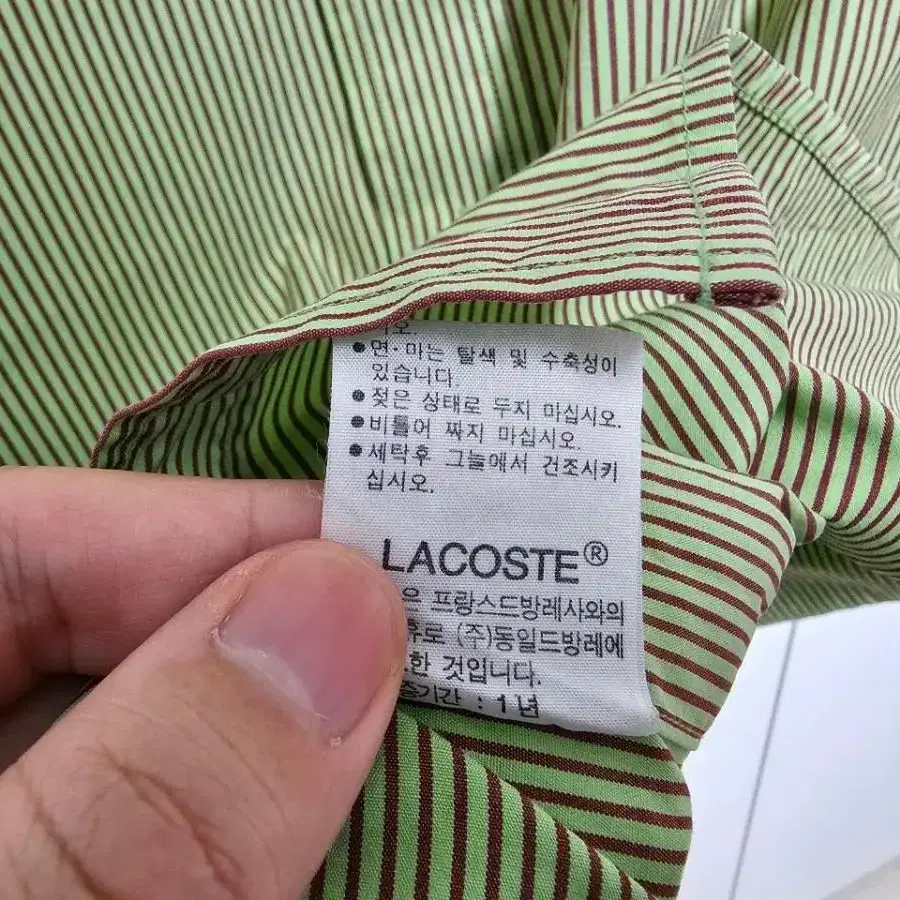 시오.
●면·마는 탈색 및 수축성이
있습니다.
●젖은 상태로 두지 마십시오.
●비틀어 짜지 마십시오.
●세탁후 그늘에서 건조시키
십시오.
LACOSTE®
은 프랑스드방레사와의
로 (주)동일드방레에
한 것입니다.
기간 : 1년